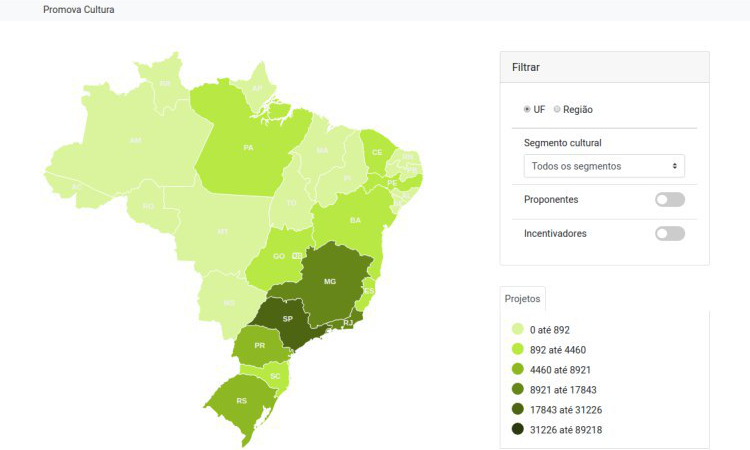 Promova Cultura
Filtrar
UF Região
Segmento cultural
Todos os segmentos
Proponentes
Incentivadores
Projetos
0 até 892
892 até 4460
4460 até 8921
8921 até 17843
17843 até 31226
31226 até 89218
RR
AP
AM
PA
MA
CE
PI
AC
RO
TO
PE
MT
BA
GO
DF
MG
ES
MS
SP
RJ
PR
SC
RS